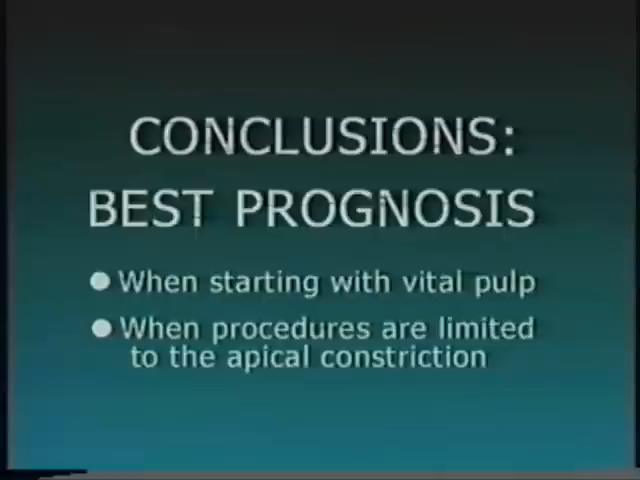 CONCLUSIONS:
BEST PROGNOSIS
● When starting with vital pulp
● When procedures are limited
to the apical constriction